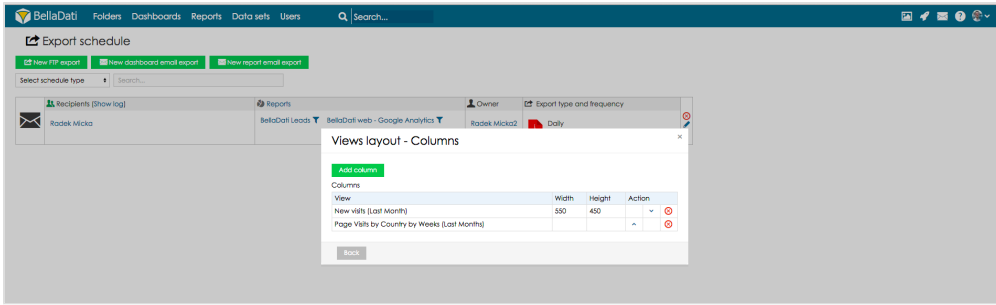 BellaDati Folders Dashboards Reports Data sets Users Search...
Export schedule
New FTP export New dashboard email export New report email export
Select schedule type Search...
Recipients (Show log) Reports Owner Export type and frequency
Radek Micka BellaDati Leads BellaDati web - Google Analytics Radek Micka2 Daily
Views layout - Columns
Add column
Columns
View Width Height Action
New visits (Last Month) 550 450
Page Visits by Country by Weeks (Last Months)
Back